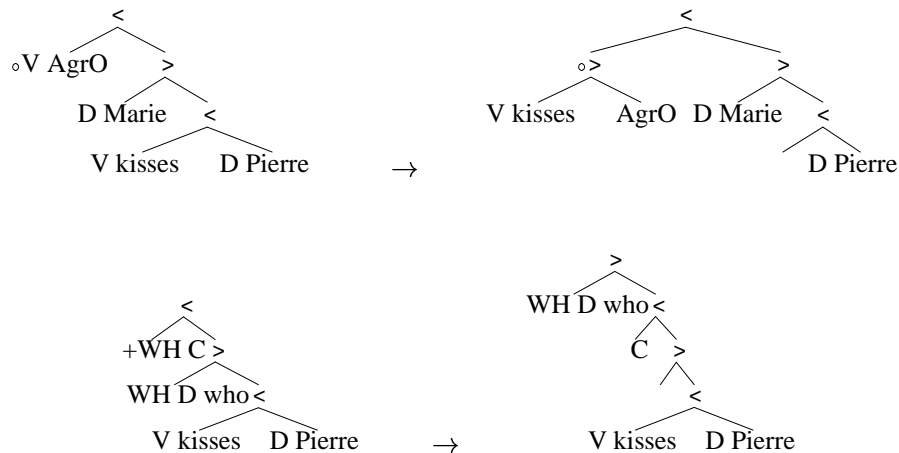 < <
∘V AgrO > ∘> >
D Marie < V kisses AgrO D Marie <
V kisses D Pierre → D Pierre
>
< WH D who <
+WH C > C >
WH D who < <
V kisses D Pierre → V kisses D Pierre